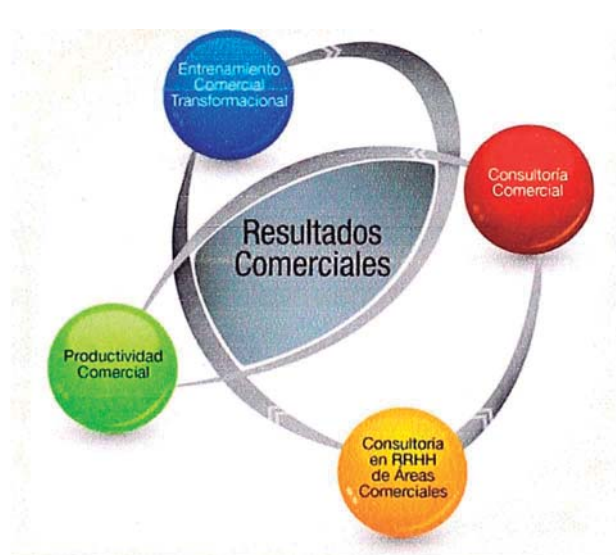 Entrenamiento
Comercial
Transformacional
Consultoría
Comercial
Resultados
Comerciales
Productividad
Comercial
Consultoría
en RRHH
de Áreas
Comerciales